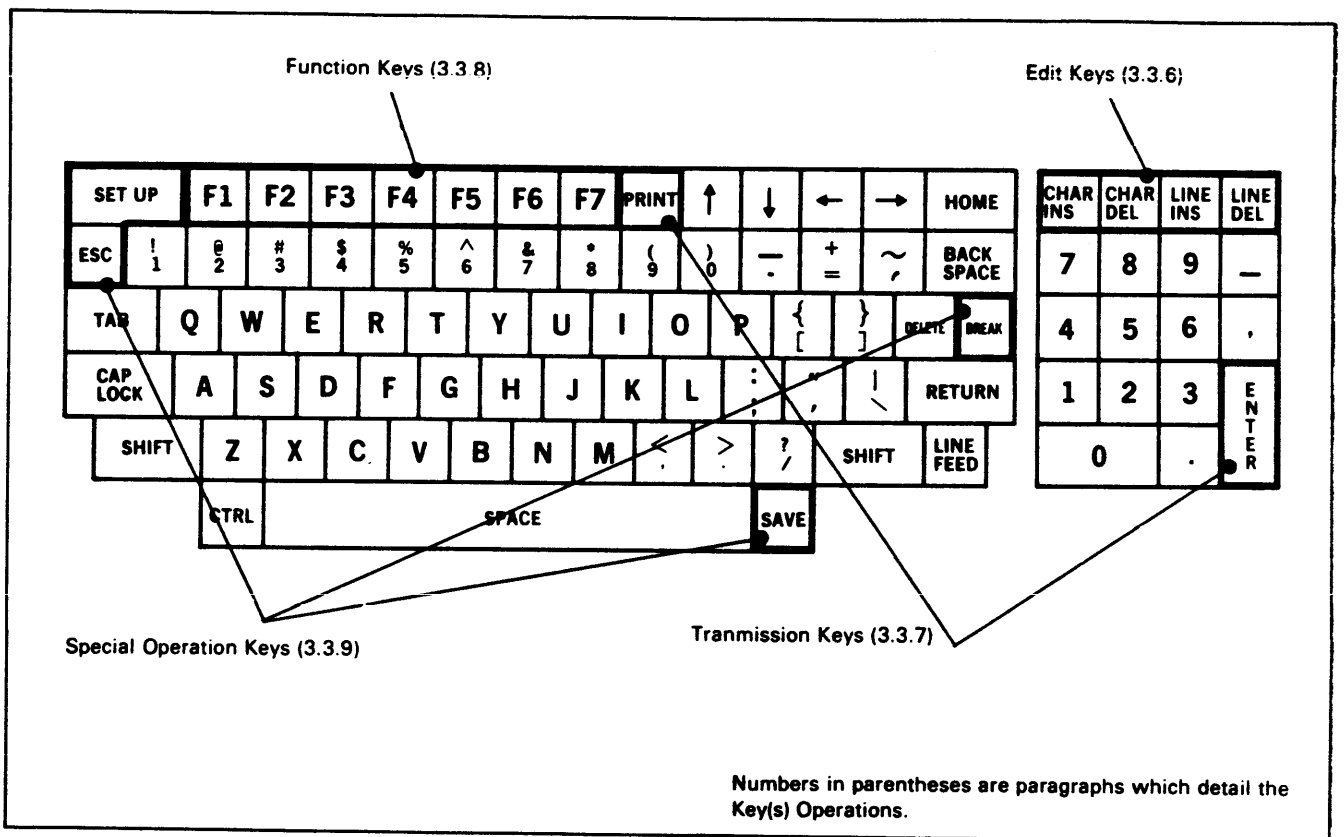 Function Keys (3.3.8)
Edit Keys (3.3.6)
SET UP F1 F2 F3 F4 F5 F6 F7 PRINT ↑ ↓ ← → HOME
CHAR INS CHAR DEL LINE INS LINE DEL
ESC ! 1 @ 2 # 3 $ 4 % 5 ^ 6 & 7 * 8 ( 9 ) 0 — - + = ~ , BACK SPACE
7 8 9 _
TAB Q W E R T Y U I O P { [ } ] DELETE BREAK
4 5 6 ,
CAP LOCK A S D F G H J K L : ; " , | \ RETURN
1 2 3 ENTER
SHIFT Z X C V B N M < , > . ? / SHIFT LINE FEED
0 .
CTRL SPACE SAVE
Special Operation Keys (3.3.9)
Tranmission Keys (3.3.7)
Numbers in parentheses are paragraphs which detail the
Key(s) Operations.